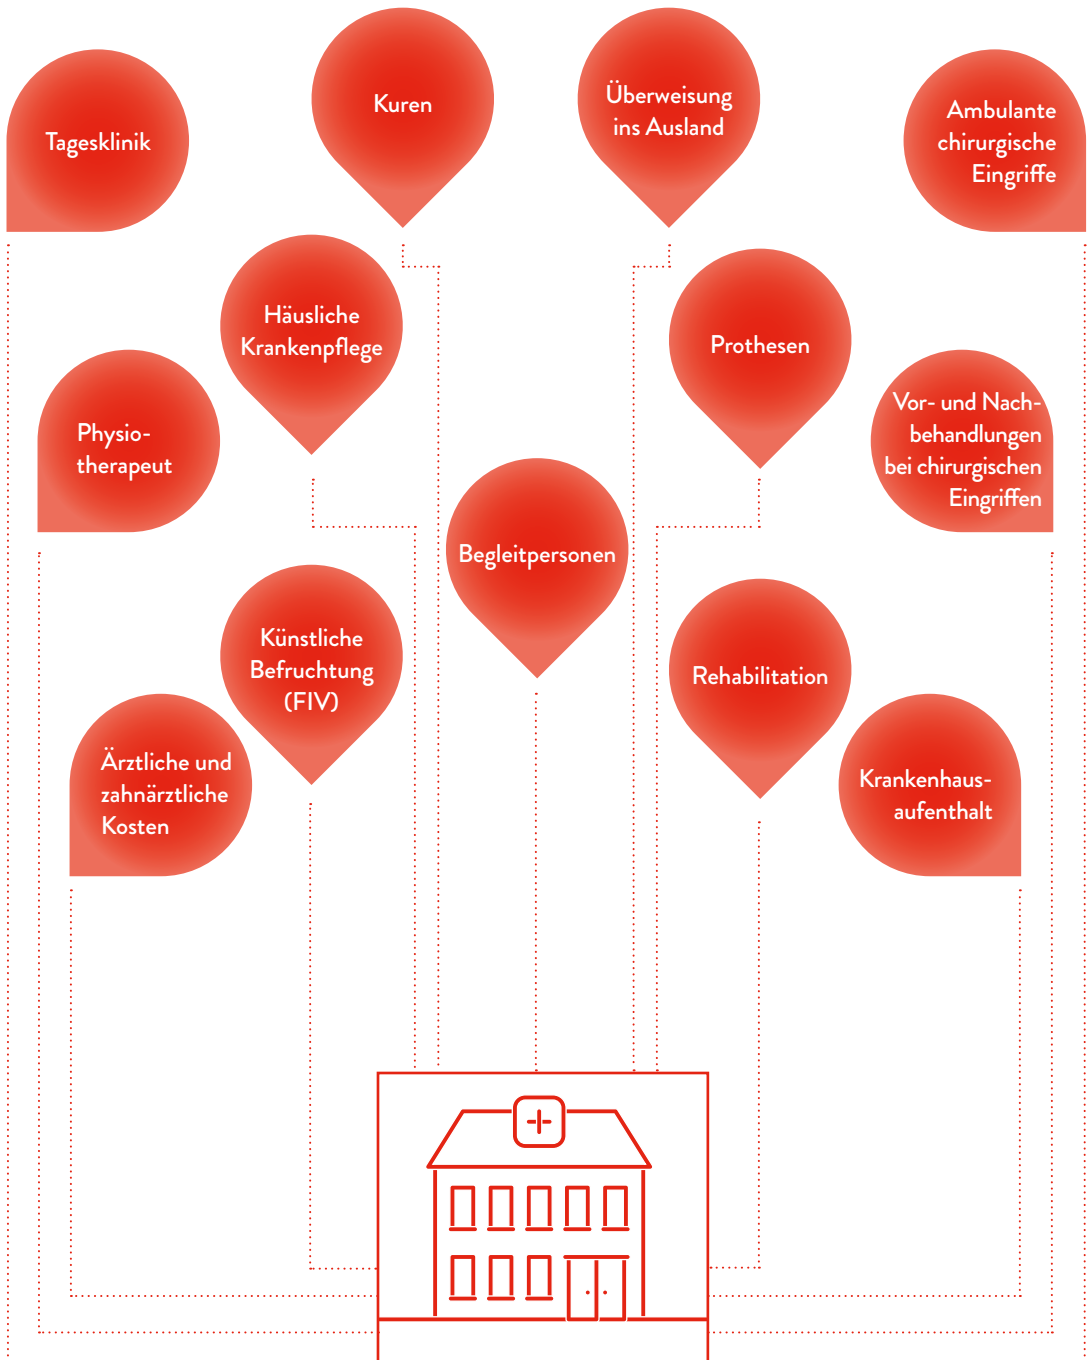 Tagesklinik
Kuren
Überweisung
ins Ausland
Ambulante
chirurgische
Eingriffe
Häusliche
Krankenpflege
Prothesen
Physio-
therapeut
Vor- und Nach-
behandlungen
bei chirurgischen
Eingriffen
Begleitpersonen
Künstliche
Befruchtung
(FIV)
Rehabilitation
Ärztliche und
zahnärztliche
Kosten
Krankenhaus-
aufenthalt